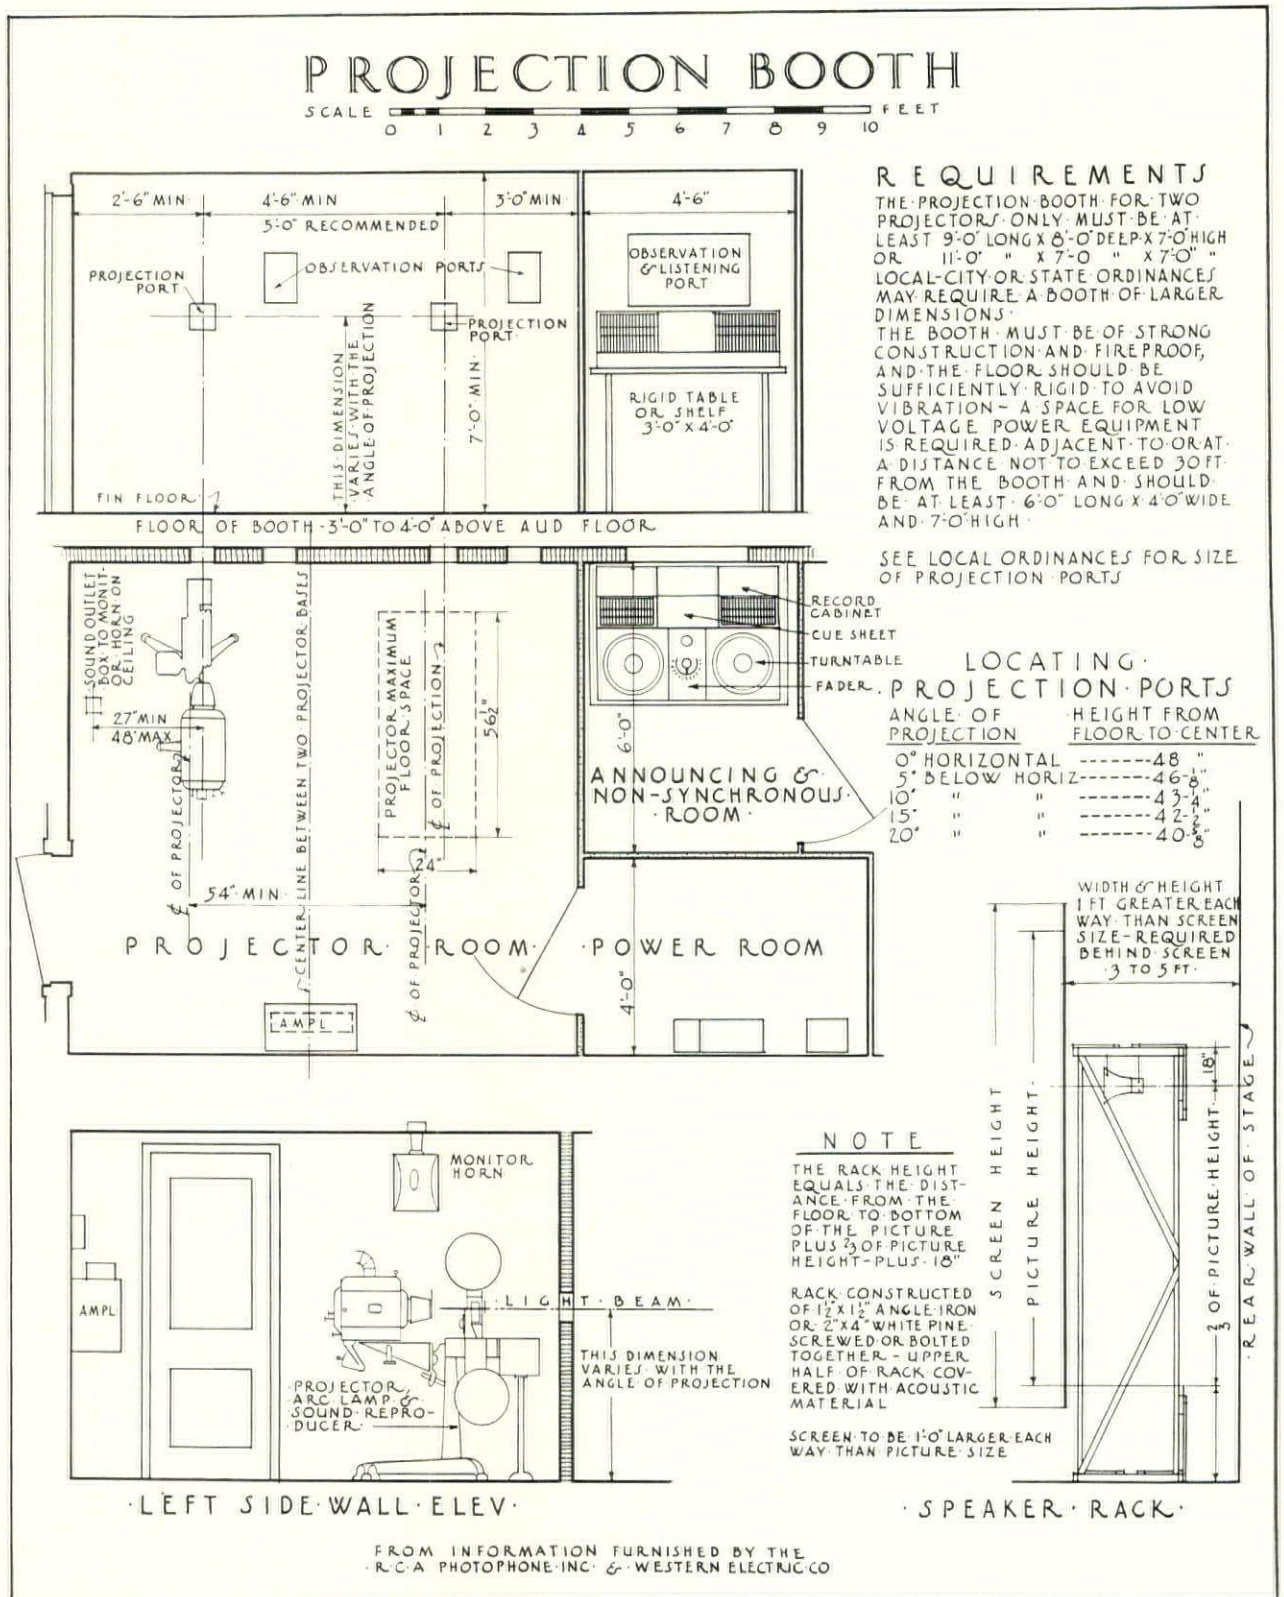 PROJECTION BOOTH
SCALE 0 1 2 3 4 5 6 7 8 9 10 FEET
2'-6" MIN.
4'-6" MIN
5'-0" RECOMMENDED
3'-0" MIN.
4'-6"
PROJECTION
PORT
OBSERVATION PORTS
PROJECTION
PORT.
OBSERVATION
& LISTENING
PORT
THIS DIMENSION
VARIES WITH THE
ANGLE OF PROJECTION
7'-0" MIN.
RIGID TABLE
OR SHELF
3'-0" X 4'-0"
FIN FLOOR
FLOOR OF BOOTH - 3'-0" TO 4'-0" ABOVE AUD FLOOR
REQUIREMENTS
THE PROJECTION BOOTH FOR TWO
PROJECTORS ONLY MUST BE AT
LEAST 9'-0" LONG X 8'-0" DEEP X 7'-0" HIGH
OR 11'-0" " X 7'-0 " X 7'-0" "
LOCAL-CITY OR STATE ORDINANCES
MAY REQUIRE A BOOTH OF LARGER
DIMENSIONS.
THE BOOTH MUST BE OF STRONG
CONSTRUCTION AND FIREPROOF,
AND THE FLOOR SHOULD BE
SUFFICIENTLY RIGID TO AVOID
VIBRATION - A SPACE FOR LOW
VOLTAGE POWER EQUIPMENT
IS REQUIRED ADJACENT TO OR AT
A DISTANCE NOT TO EXCEED 30 FT.
FROM THE BOOTH AND SHOULD
BE AT LEAST 6'-0" LONG X 4'-0" WIDE
AND 7'-0" HIGH.
SEE LOCAL ORDINANCES FOR SIZE
OF PROJECTION PORTS
SOUND OUTLET
BOX TO MONIT-
OR HORN ON
CEILING
27" MIN
48" MAX.
℄ OF PROJECTOR
CENTER LINE BETWEEN TWO PROJECTOR BASES
PROJECTOR MAXIMUM
FLOOR SPACE
℄ OF PROJECTION
56½"
24"
54" MIN.
℄ OF PROJECTOR
RECORD
CABINET
CUE SHEET
TURNTABLE
FADER
6'-0"
ANNOUNCING &
NON-SYNCHRONOUS
ROOM.
PROJECTOR ROOM
POWER ROOM
4'-0"
AMPL
LOCATING
PROJECTION PORTS
ANGLE OF PROJECTION HEIGHT FROM FLOOR TO CENTER
0° HORIZONTAL -------48 "
5° BELOW HORIZ-------46-⅛"
10° " " -------43-¼"
15° " " -------42-½"
20° " " ------40-⅝"
WIDTH & HEIGHT
1 FT GREATER EACH
WAY THAN SCREEN
SIZE - REQUIRED
BEHIND SCREEN
3 TO 5 FT.
SCREEN HEIGHT
PICTURE HEIGHT
18"
⅔ OF PICTURE HEIGHT
REAR WALL OF STAGE
MONITOR
HORN
AMPL
LIGHT BEAM
PROJECTOR,
ARC LAMP &
SOUND REPRO-
DUCER
THIS DIMENSION
VARIES WITH THE
ANGLE OF PROJECTION
NOTE
THE RACK HEIGHT
EQUALS THE DIST-
ANCE FROM THE
FLOOR TO BOTTOM
OF THE PICTURE
PLUS ⅔ OF PICTURE
HEIGHT-PLUS 18"
RACK CONSTRUCTED
OF 1½" X 1½" ANGLE IRON
OR 2" X 4" WHITE PINE
SCREWED OR BOLTED
TOGETHER - UPPER
HALF OF RACK COV-
ERED WITH ACOUSTIC
MATERIAL
SCREEN TO BE 1'-0" LARGER EACH
WAY THAN PICTURE SIZE
LEFT SIDE WALL ELEV.
SPEAKER RACK.
FROM INFORMATION FURNISHED BY THE
R.C.A PHOTOPHONE INC. & WESTERN ELECTRIC CO